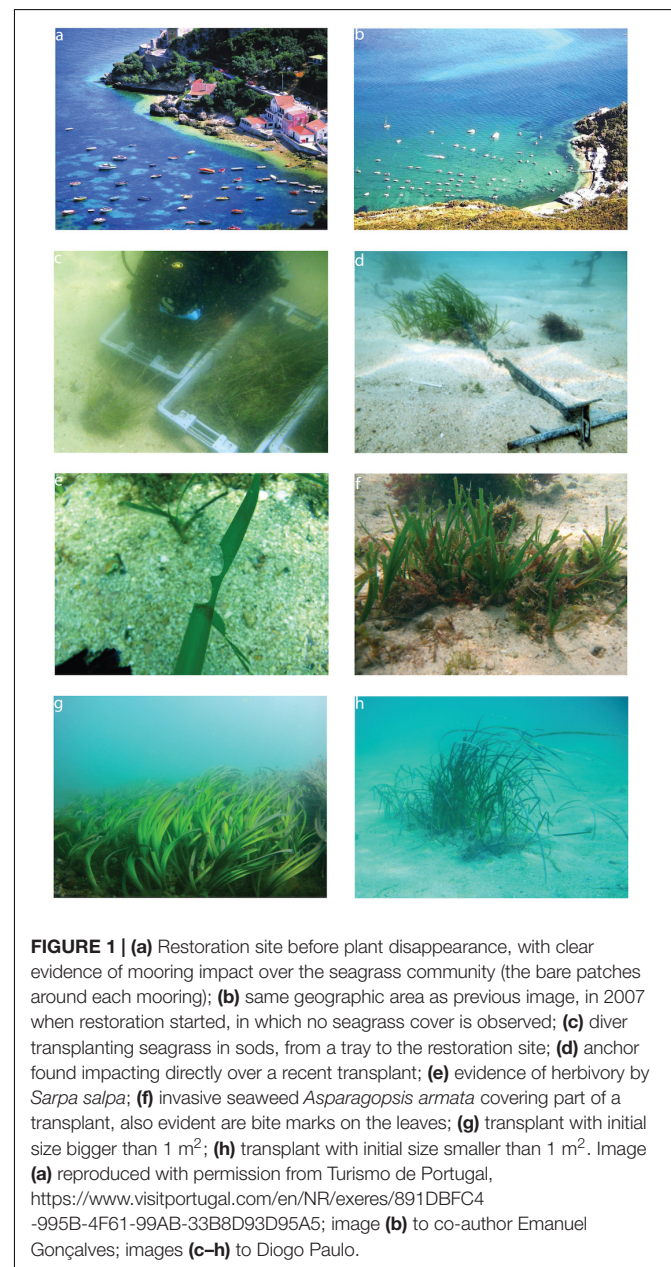 a
b
c
d
e
f
g
h
FIGURE 1 | (a) Restoration site before plant disappearance, with clear
evidence of mooring impact over the seagrass community (the bare patches
around each mooring); (b) same geographic area as previous image, in 2007
when restoration started, in which no seagrass cover is observed; (c) diver
transplanting seagrass in sods, from a tray to the restoration site; (d) anchor
found impacting directly over a recent transplant; (e) evidence of herbivory by
Sarpa salpa; (f) invasive seaweed Asparagopsis armata covering part of a
transplant, also evident are bite marks on the leaves; (g) transplant with initial
size bigger than 1 m²; (h) transplant with initial size smaller than 1 m². Image
(a) reproduced with permission from Turismo de Portugal,
https://www.visitportugal.com/en/NR/exeres/891DBFC4
-995B-4F61-99AB-33B8D93D95A5; image (b) to co-author Emanuel
Gonçalves; images (c–h) to Diogo Paulo.